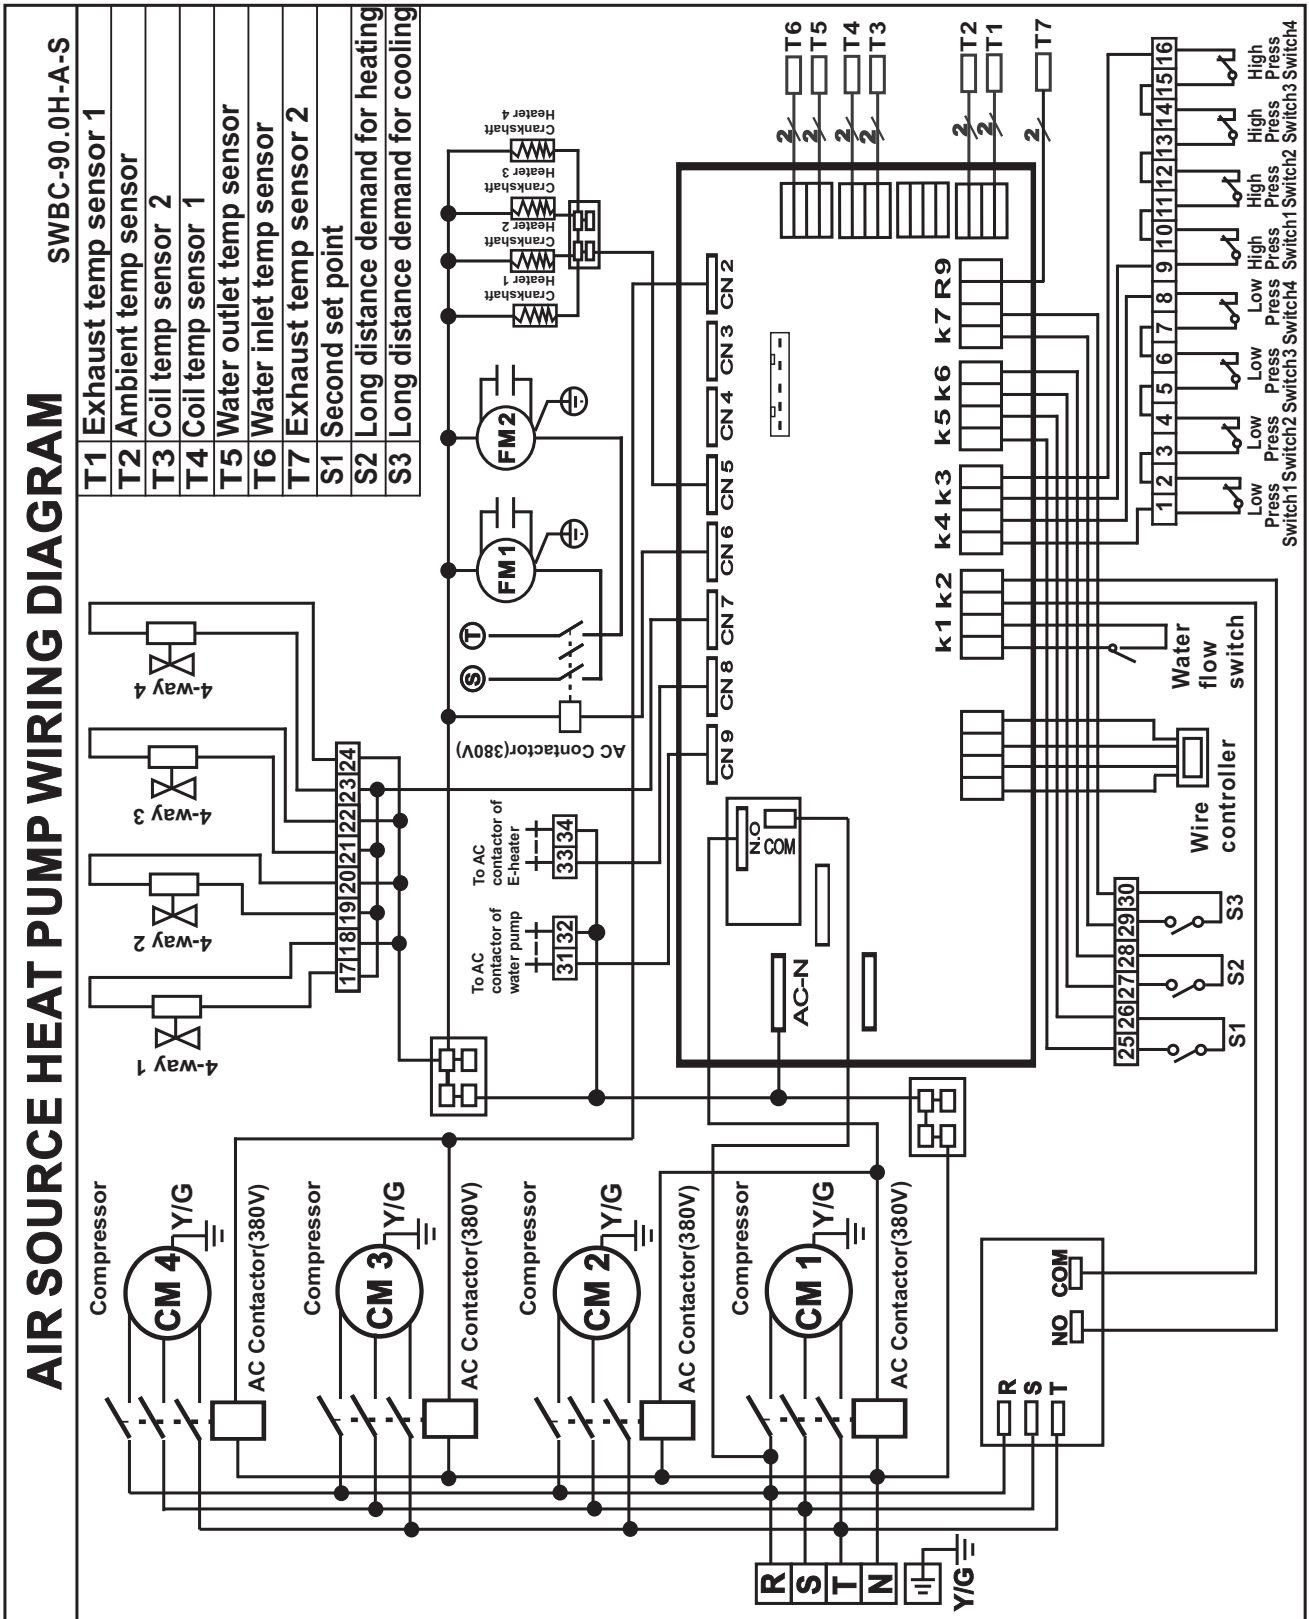 AIR SOURCE HEAT PUMP WIRING DIAGRAM
SWBC-90.0H-A-S
T1 Exhaust temp sensor 1
T2 Ambient temp sensor
T3 Coil temp sensor 2
T4 Coil temp sensor 1
T5 Water outlet temp sensor
T6 Water inlet temp sensor
T7 Exhaust temp sensor 2
S1 Second set point
S2 Long distance demand for heating
S3 Long distance demand for cooling
4-way 1
4-way 2
4-way 3
4-way 4
17 18 19 20 21 22 23 24
Compressor
CM 4
Y/G
AC Contactor(380V)
Compressor
CM 3
Y/G
AC Contactor(380V)
Compressor
CM 2
Y/G
AC Contactor(380V)
Compressor
CM 1
Y/G
AC Contactor(380V)
R
S
T
N
Y/G
To AC
contactor of
water pump
31 32
To AC
contactor of
E-heater
33 34
AC Contactor(380V)
S
T
FM1
FM2
Crankshaft
Heater 1
Crankshaft
Heater 2
Crankshaft
Heater 3
Crankshaft
Heater 4
CN 9
CN 8
CN 7
CN 6
CN 5
CN 4
CN 3
CN 2
N.O
COM
AC-N
k1 k2
k4 k3
k5 k6
k7 R9
2
T6
2
T5
2
T4
2
T3
2
T2
2
T1
2
T7
R
S
T
NO
COM
25 26 27 28 29 30
S1
S2
S3
Wire
controller
Water
flow
switch
1 2 3 4 5 6 7 8 9 10 11 12 13 14 15 16
Low
Press
Switch1
Low
Press
Switch2
Low
Press
Switch3
Low
Press
Switch4
High
Press
Switch1
High
Press
Switch2
High
Press
Switch3
High
Press
Switch4